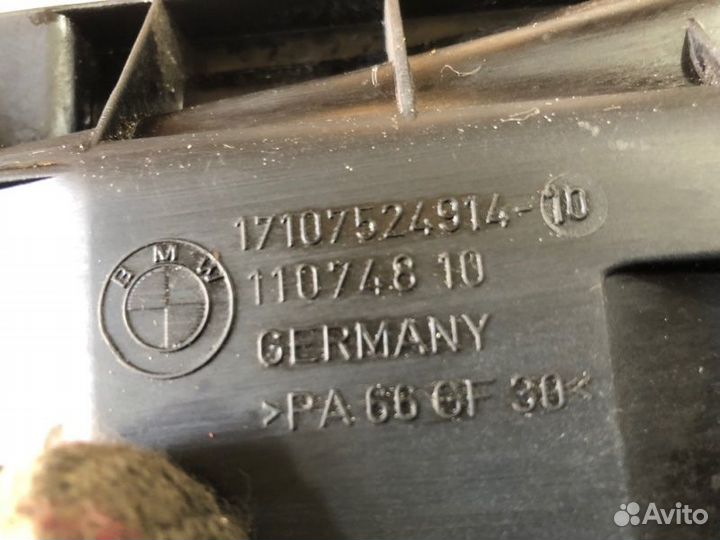 17107524914-10
110748 10
BMW
GERMANY
>PA 66 GF 30<
Avito